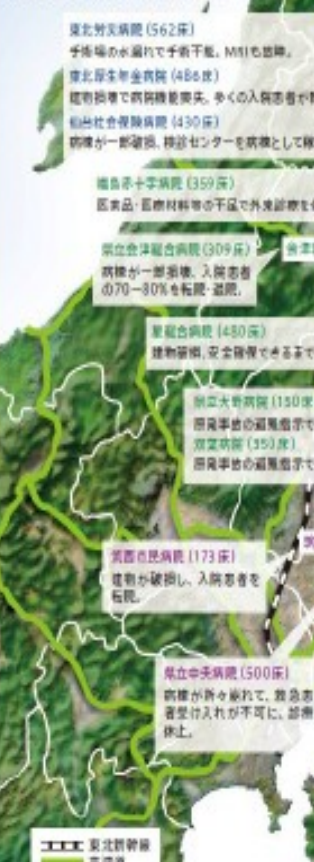 東北労災病院(562床)
手術場の水漏れで手術不能。MRIも故障。
東北厚生年金病院(486床)
建物損壊で病院機能喪失。多くの入院患者が
仙台社会保険病院(430床)
病棟が一部破損、検診センターを病棟として
福島赤十字病院(359床)
医薬品・医療材料等の不足で外来診療を
県立会津総合病院(309床)
病棟が一部損壊、入院患者
の70~80%を転院・退院。
会津
星総合病院(480床)
建物破損、安全確保できるまで
県立大野病院(150床
原発事故の避難指示で
双葉病院(350床)
原発事故の避難指示で
筑西市民病院(173床)
建物が破損し、入院患者を
転院。
県立中央病院(500床)
病棟が所々崩れて、救急患
者受け入れが不可に。診療
休止。
東北新幹線